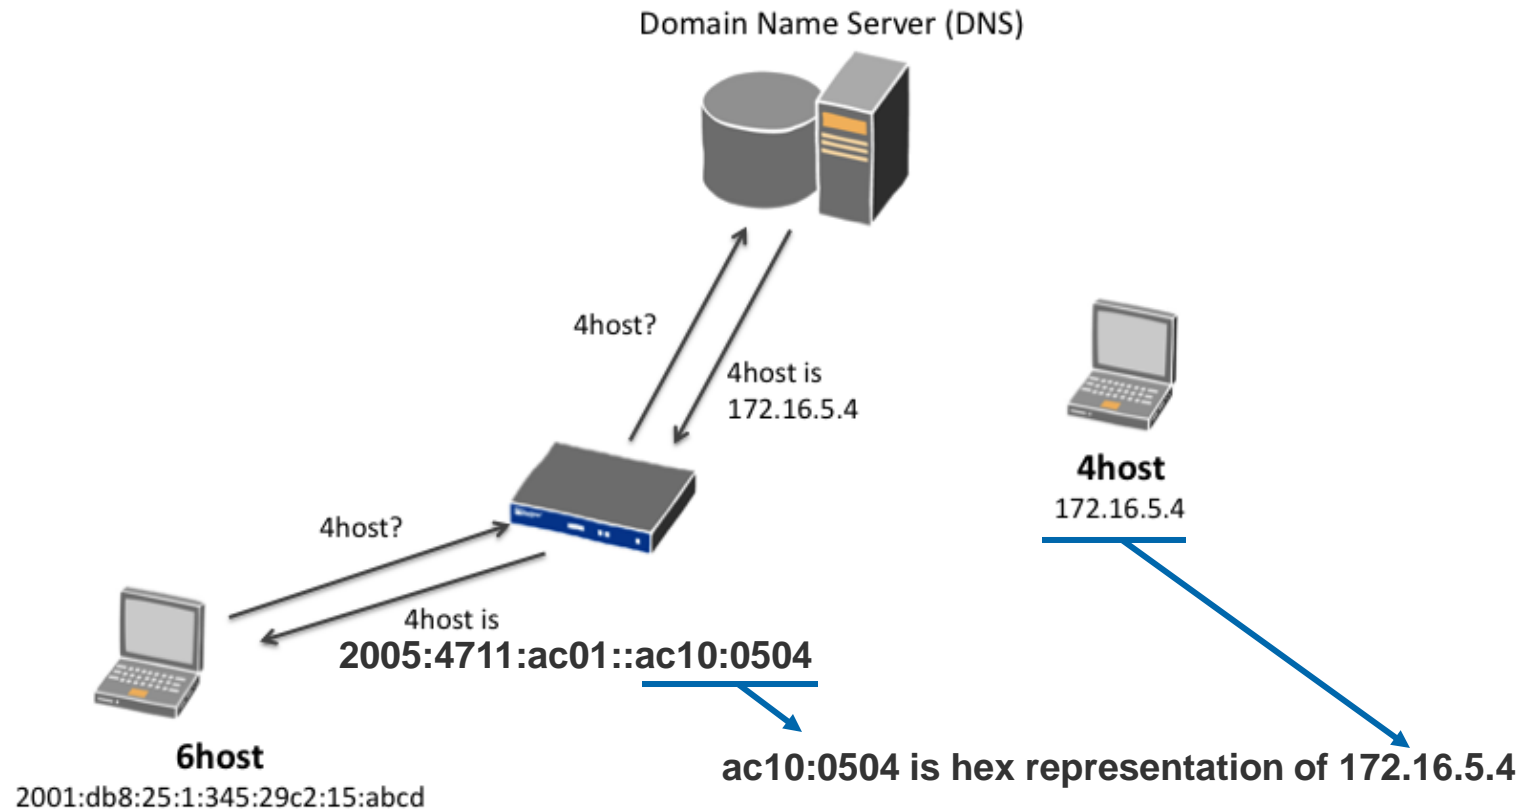 Domain Name Server (DNS)
4host?
4host is
172.16.5.4
4host
172.16.5.4
4host?
4host is
2005:4711:ac01::ac10:0504
6host
2001:db8:25:1:345:29c2:15:abcd
ac10:0504 is hex representation of 172.16.5.4